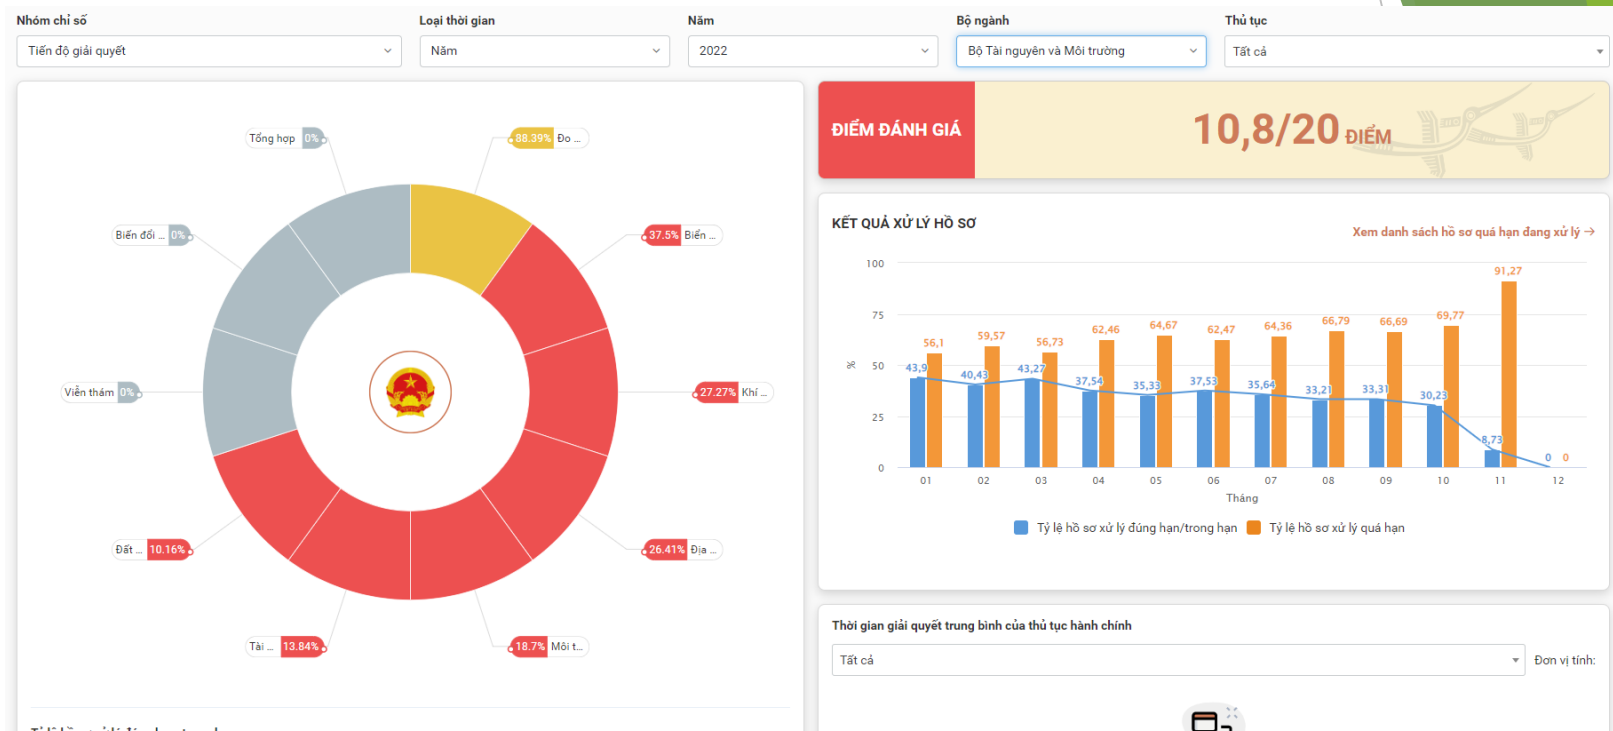 Nhóm chỉ số
Loại thời gian
Năm
Bộ ngành
Thủ tục
Tiến độ giải quyết
Năm
2022
Bộ Tài nguyên và Môi trường
Tất cả
Tổng hợp 0%
88.39% Đo ...
Biến đổi ... 0%
37.5% Biển ...
Viễn thám 0%
27.27% Khí ...
Đất ... 10.16%
26.41% Địa ...
Tài ... 13.84%
18.7% Môi t...
ĐIỂM ĐÁNH GIÁ
10,8/20 ĐIỂM
KẾT QUẢ XỬ LÝ HỒ SƠ
Xem danh sách hồ sơ quá hạn đang xử lý →
100
75
50
25
0
%
43,9 56,1
40,43 59,57
43,27 56,73
37,54 62,46
35,33 64,67
37,53 62,47
35,64 64,36
33,21 66,79
33,31 66,69
30,23 69,77
8,73 91,27
0 0
01 02 03 04 05 06 07 08 09 10 11 12
Tháng
Tỷ lệ hồ sơ xử lý đúng hạn/trong hạn
Tỷ lệ hồ sơ xử lý quá hạn
Thời gian giải quyết trung bình của thủ tục hành chính
Tất cả
Đơn vị tính: